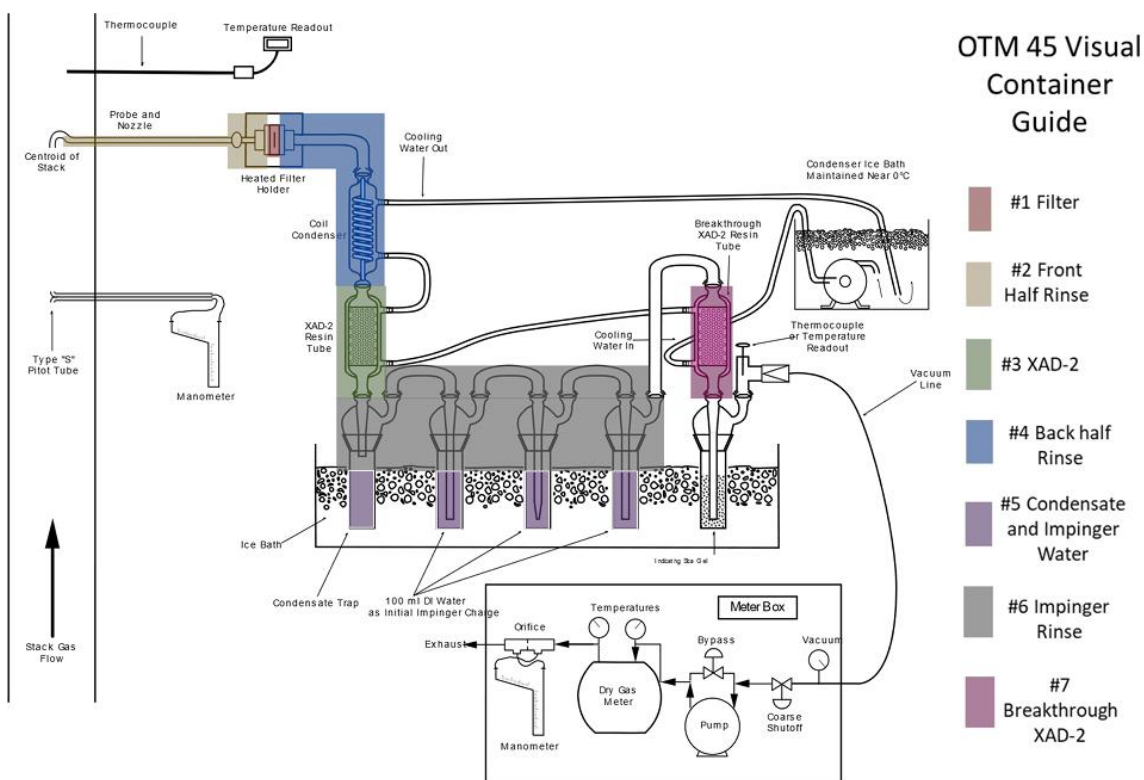 Thermocouple
Temperature Readout
OTM 45 Visual
Container
Guide
Probe and
Nozzle
Centroid of
Stack
Heated Filter
Holder
Cooling
Water Out
Condenser Ice Bath
Maintained Near 0°C
#1 Filter
Coil
Condenser
Breakthrough
XAD-2 Resin
Tube
#2 Front
Half Rinse
XAD-2
Resin
Tube
Cooling
Water In
Thermocouple
or Temperature
Readout
#3 XAD-2
Type "S"
Pitot Tube
Manometer
Vacuum
Line
#4 Back half
Rinse
#5 Condensate
and Impinger
Water
Ice Bath
Condensate Trap
100 ml DI Water
as Initial Impinger Charge
Indicating Silica Gel
#6 Impinger
Rinse
Stack Gas
Flow
Meter Box
Temperatures
Orifice
Exhaust
Bypass
Vacuum
Dry Gas
Meter
Pump
Coarse
Shutoff
Manometer
#7
Breakthrough
XAD-2